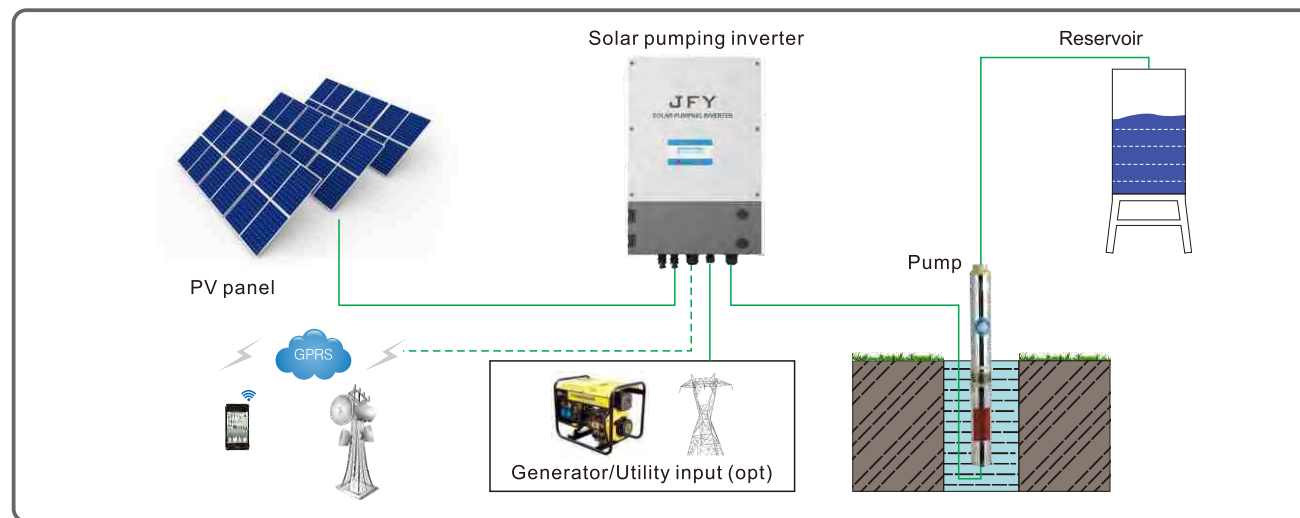 Solar pumping inverter
Reservoir
JFY
SOLAR PUMPING INVERTER
Pump
PV panel
GPRS
Generator/Utility input (opt)